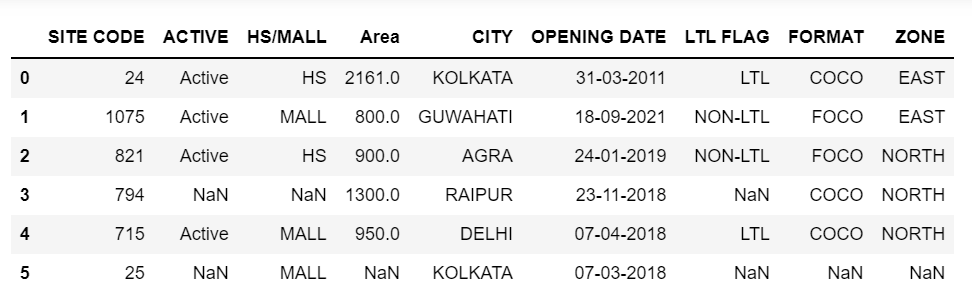 SITE CODE ACTIVE HS/MALL Area CITY OPENING DATE LTL FLAG FORMAT ZONE
0 24 Active HS 2161.0 KOLKATA 31-03-2011 LTL COCO EAST
1 1075 Active MALL 800.0 GUWAHATI 18-09-2021 NON-LTL FOCO EAST
2 821 Active HS 900.0 AGRA 24-01-2019 NON-LTL FOCO NORTH
3 794 NaN NaN 1300.0 RAIPUR 23-11-2018 NaN COCO NORTH
4 715 Active MALL 950.0 DELHI 07-04-2018 LTL COCO NORTH
5 25 NaN MALL NaN KOLKATA 07-03-2018 NaN NaN NaN